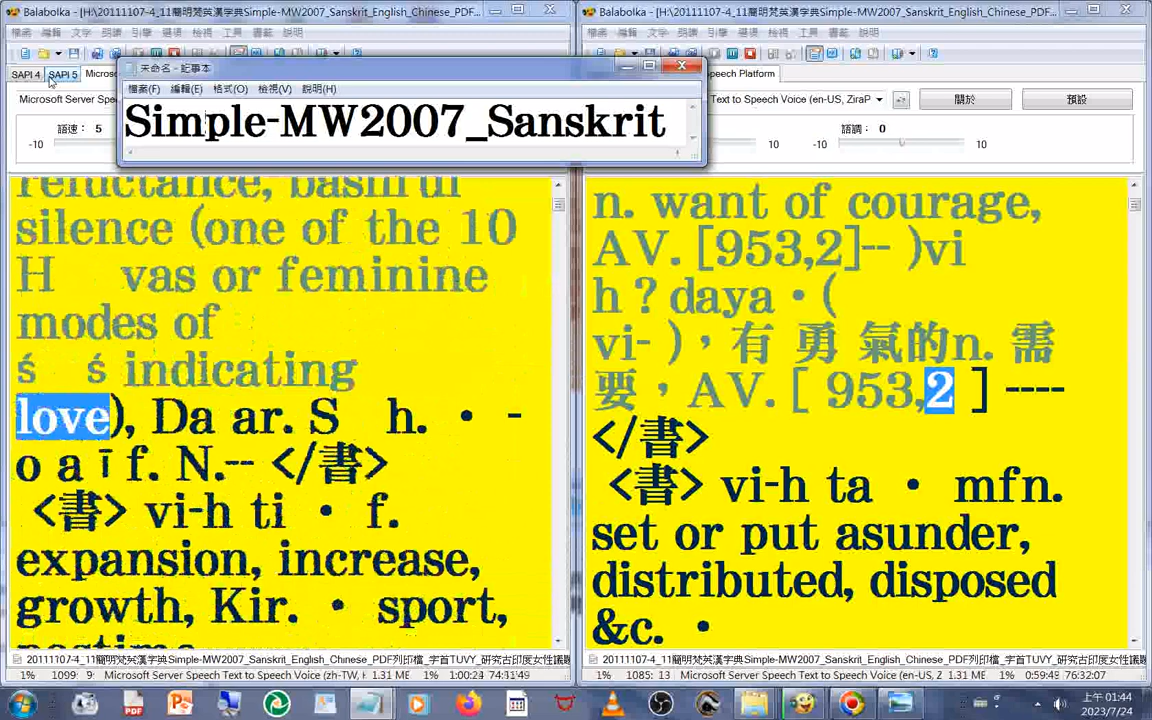 Balabolka - [H:\20111107-4_11簡明梵英漢字典Simple-MW2007_Sanskrit_English_Chinese_PDF...
Balabolka - [H:\20111107-4_11簡明梵英漢字典Simple-MW2007_Sanskrit_English_Chinese_PDF...
SAPI 4 SAPI 5
未命名 - 記事本
檔案(F) 編輯(E) 格式(O) 檢視(V) 說明(H)
Simple-MW2007_Sanskrit
Microsoft Server Spe
語速： 5
-10
Speech Platform
Text to Speech Voice (en-US, ZiraP
關於 預設
語調： 0
10 -10 10
reluctance, bashful
silence (one of the 10
H vas or feminine
modes of
ś ś indicating
love), Da ar. S h. • -
o a ī f. N.-- </書>
<書> vi-h ti • f.
expansion, increase,
growth, Kir. • sport,
pastime
n. want of courage,
AV. [953,2]-- )vi
h ? daya • (
vi- )，有 勇 氣的n. 需
要，AV. [ 953,2 ] ----
</書>
<書> vi-h ta • mfn.
set or put asunder,
distributed, disposed
&c. •
20111107-4_11簡明梵英漢字典Simple-MW2007_Sanskrit_English_Chinese_PDF列印檔_字首TUVY_研究古印度女性議題
20111107-4_11簡明梵英漢字典Simple-MW2007_Sanskrit_English_Chinese_PDF列印檔_字首TUVY_研究古印度女性議題
1% 1099: 9 Microsoft Server Speech Text to Speech Voice (zh-TW, 1.31 MB 1% 1:00:24 74:51:49
1% 1085: 13 Microsoft Server Speech Text to Speech Voice (en-US, 1.31 MB 1% 0:59:49 76:32:07
上午 01:44
2023/7/24